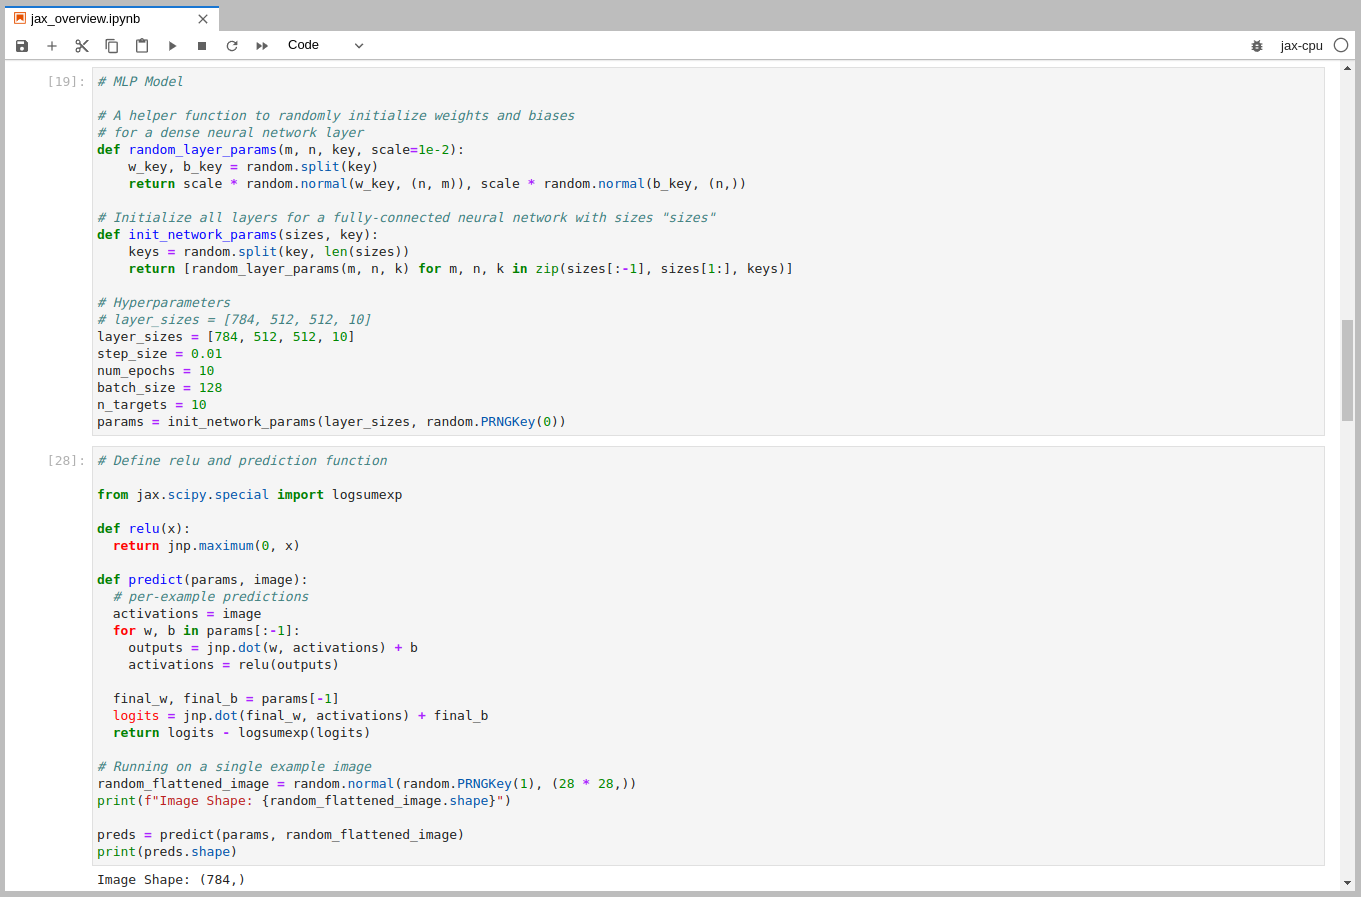 jax_overview.ipynb
Code
jax-cpu
[19]:
# MLP Model
# A helper function to randomly initialize weights and biases
# for a dense neural network layer
def random_layer_params(m, n, key, scale=1e-2):
    w_key, b_key = random.split(key)
    return scale * random.normal(w_key, (n, m)), scale * random.normal(b_key, (n,))
# Initialize all layers for a fully-connected neural network with sizes "sizes"
def init_network_params(sizes, key):
    keys = random.split(key, len(sizes))
    return [random_layer_params(m, n, k) for m, n, k in zip(sizes[:-1], sizes[1:], keys)]
# Hyperparameters
# layer_sizes = [784, 512, 512, 10]
layer_sizes = [784, 512, 512, 10]
step_size = 0.01
num_epochs = 10
batch_size = 128
n_targets = 10
params = init_network_params(layer_sizes, random.PRNGKey(0))
[28]:
# Define relu and prediction function
from jax.scipy.special import logsumexp
def relu(x):
  return jnp.maximum(0, x)
def predict(params, image):
  # per-example predictions
  activations = image
  for w, b in params[:-1]:
    outputs = jnp.dot(w, activations) + b
    activations = relu(outputs)
  final_w, final_b = params[-1]
  logits = jnp.dot(final_w, activations) + final_b
  return logits - logsumexp(logits)
# Running on a single example image
random_flattened_image = random.normal(random.PRNGKey(1), (28 * 28,))
print(f"Image Shape: {random_flattened_image.shape}")
preds = predict(params, random_flattened_image)
print(preds.shape)
Image Shape: (784,)